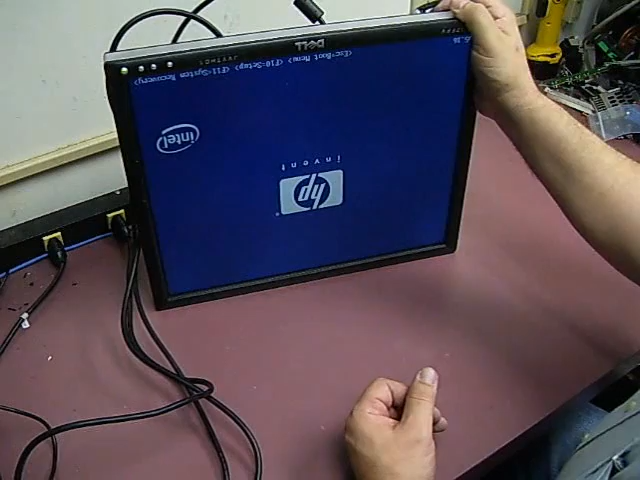 hp
invent
intel
<Esc=Boot Menu> <F10=Setup> <F11=System Recovery>
DELL